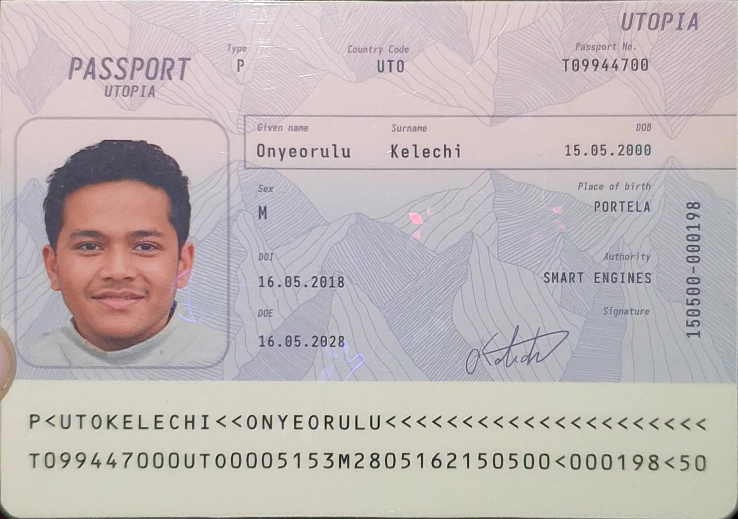 UTOPIA
PASSPORT
UTOPIA
Type
P
Country Code
UTO
Passport No.
T09944700
Given name
Onyeorulu
Surname
Kelechi
DOB
15.05.2000
Sex
M
Place of birth
PORTELA
DOI
16.05.2018
Authority
SMART ENGINES
DOE
16.05.2028
Signature
150500-000198
P<UTOKELECHI<<ONYEORULU<<<<<<<<<<<<<<<<<<<<<
T099447000UTO0005153M2805162150500<000198<50